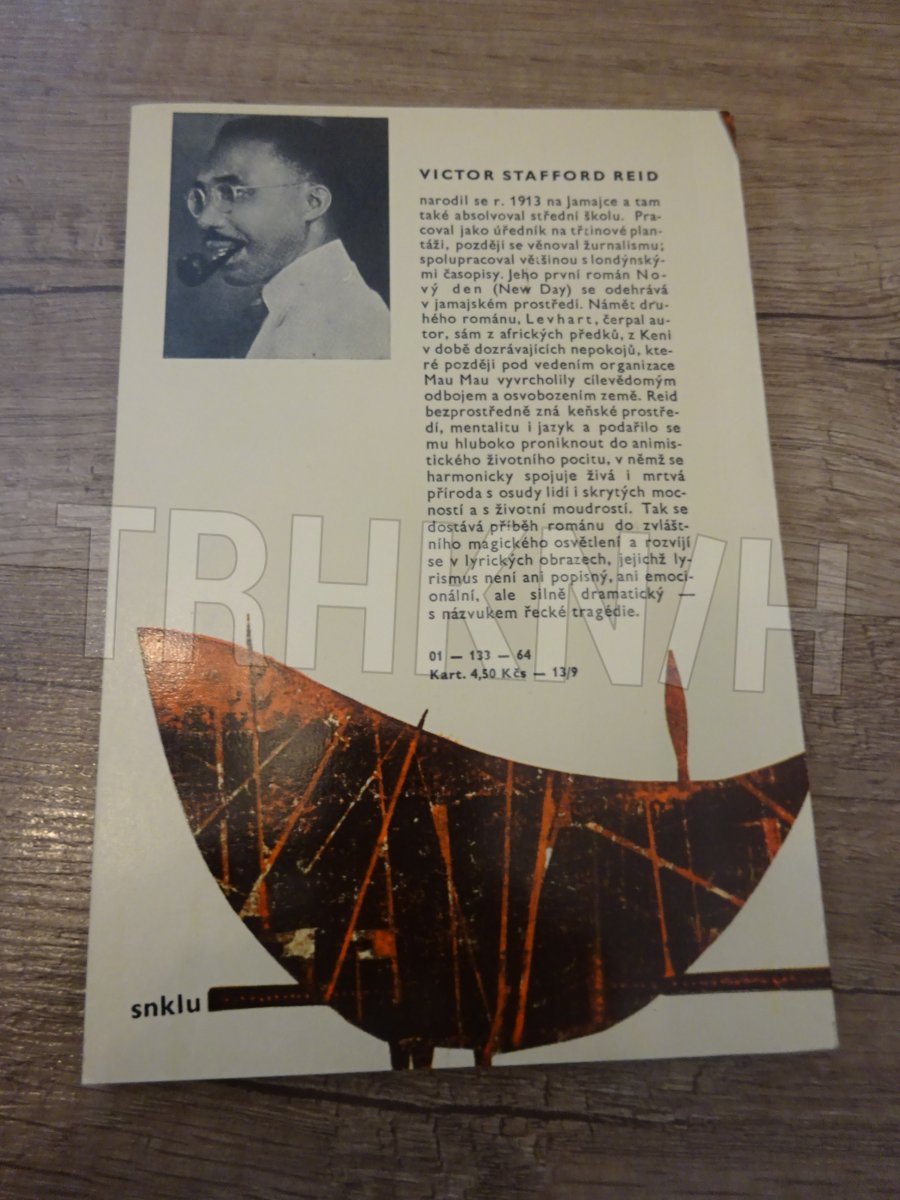 VICTOR STAFFORD REID
narodil se r. 1913 na Jamajce a tam
také absolvoval střední školu. Pra-
coval jako úředník na třtinové plan-
táži, později se věnoval žurnalismu;
spolupracoval většinou s londýnský-
mi časopisy. Jeho první román No-
vý den (New Day) se odehrává
v jamajském prostředí. Námět dru-
hého románu, Levhart, čerpal au-
tor, sám z afrických předků, z Keni
v době dozrávajících nepokojů, kte-
ré později pod vedením organizace
Mau Mau vyvrcholily cílevědomým
odbojem a osvobozením země. Reid
bezprostředně zná keňské prostře-
dí, mentalitu i jazyk a podařilo se
mu hluboko proniknout do animis-
tického životního pocitu, v němž se
harmonicky spojuje živá i mrtvá
příroda s osudy lidí i skrytých moc-
ností a s životní moudrostí. Tak se
dostává příběh románu do zvlášt-
ního magického osvětlení a rozvíjí
se v lyrických obrazech, jejichž ly-
rismus není ani popisný, ani emoci-
onální, ale silně dramatický —
s názvukem řecké tragédie.
TRHKNIH
01 — 133 — 64
Kart. 4,50 Kčs — 13/9
snklu